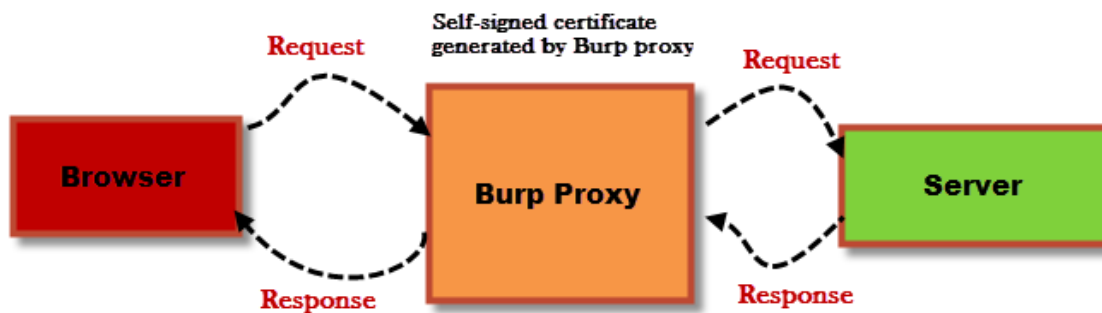 Self-signed certificate
generated by Burp proxy
Request
Request
Browser
Burp Proxy
Server
Response
Response